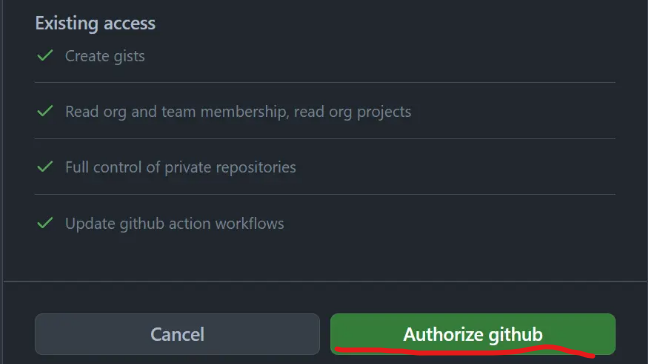 Existing access
Create gists
Read org and team membership, read org projects
Full control of private repositories
Update github action workflows
Cancel
Authorize github